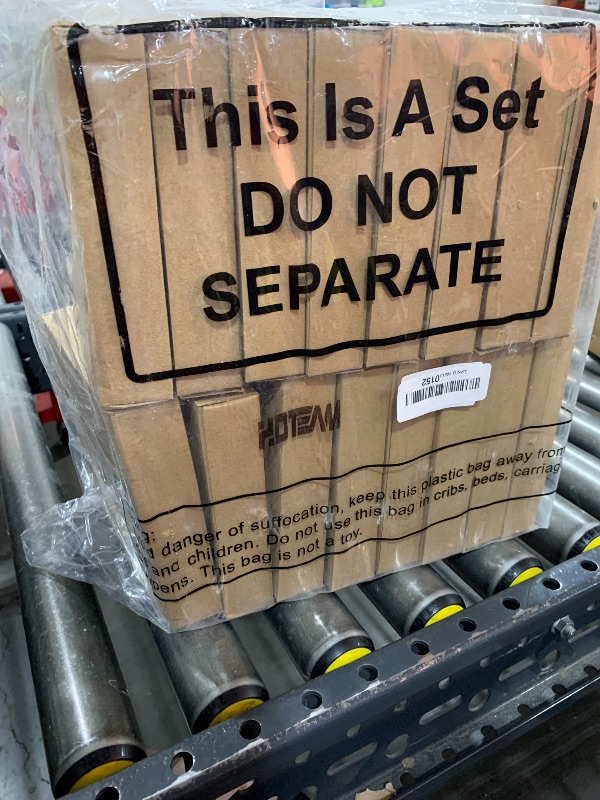 This Is A Set
DO NOT
SEPARATE
HOTEAM
0152
g:
danger of suffocation, keep this plastic bag away from
and children. Do not use this bag in cribs, beds, carriag
pens. This bag is not a toy.